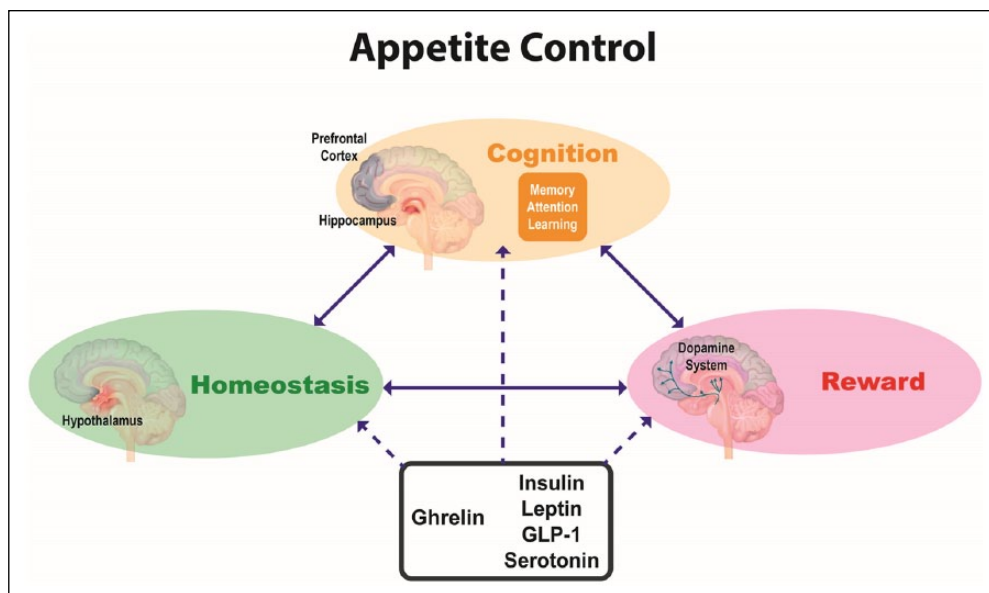 Appetite Control
Prefrontal
Cortex
Cognition
Memory
Attention
Learning
Hippocampus
Homeostasis
Hypothalamus
Dopamine
System
Reward
Ghrelin
Insulin
Leptin
GLP-1
Serotonin